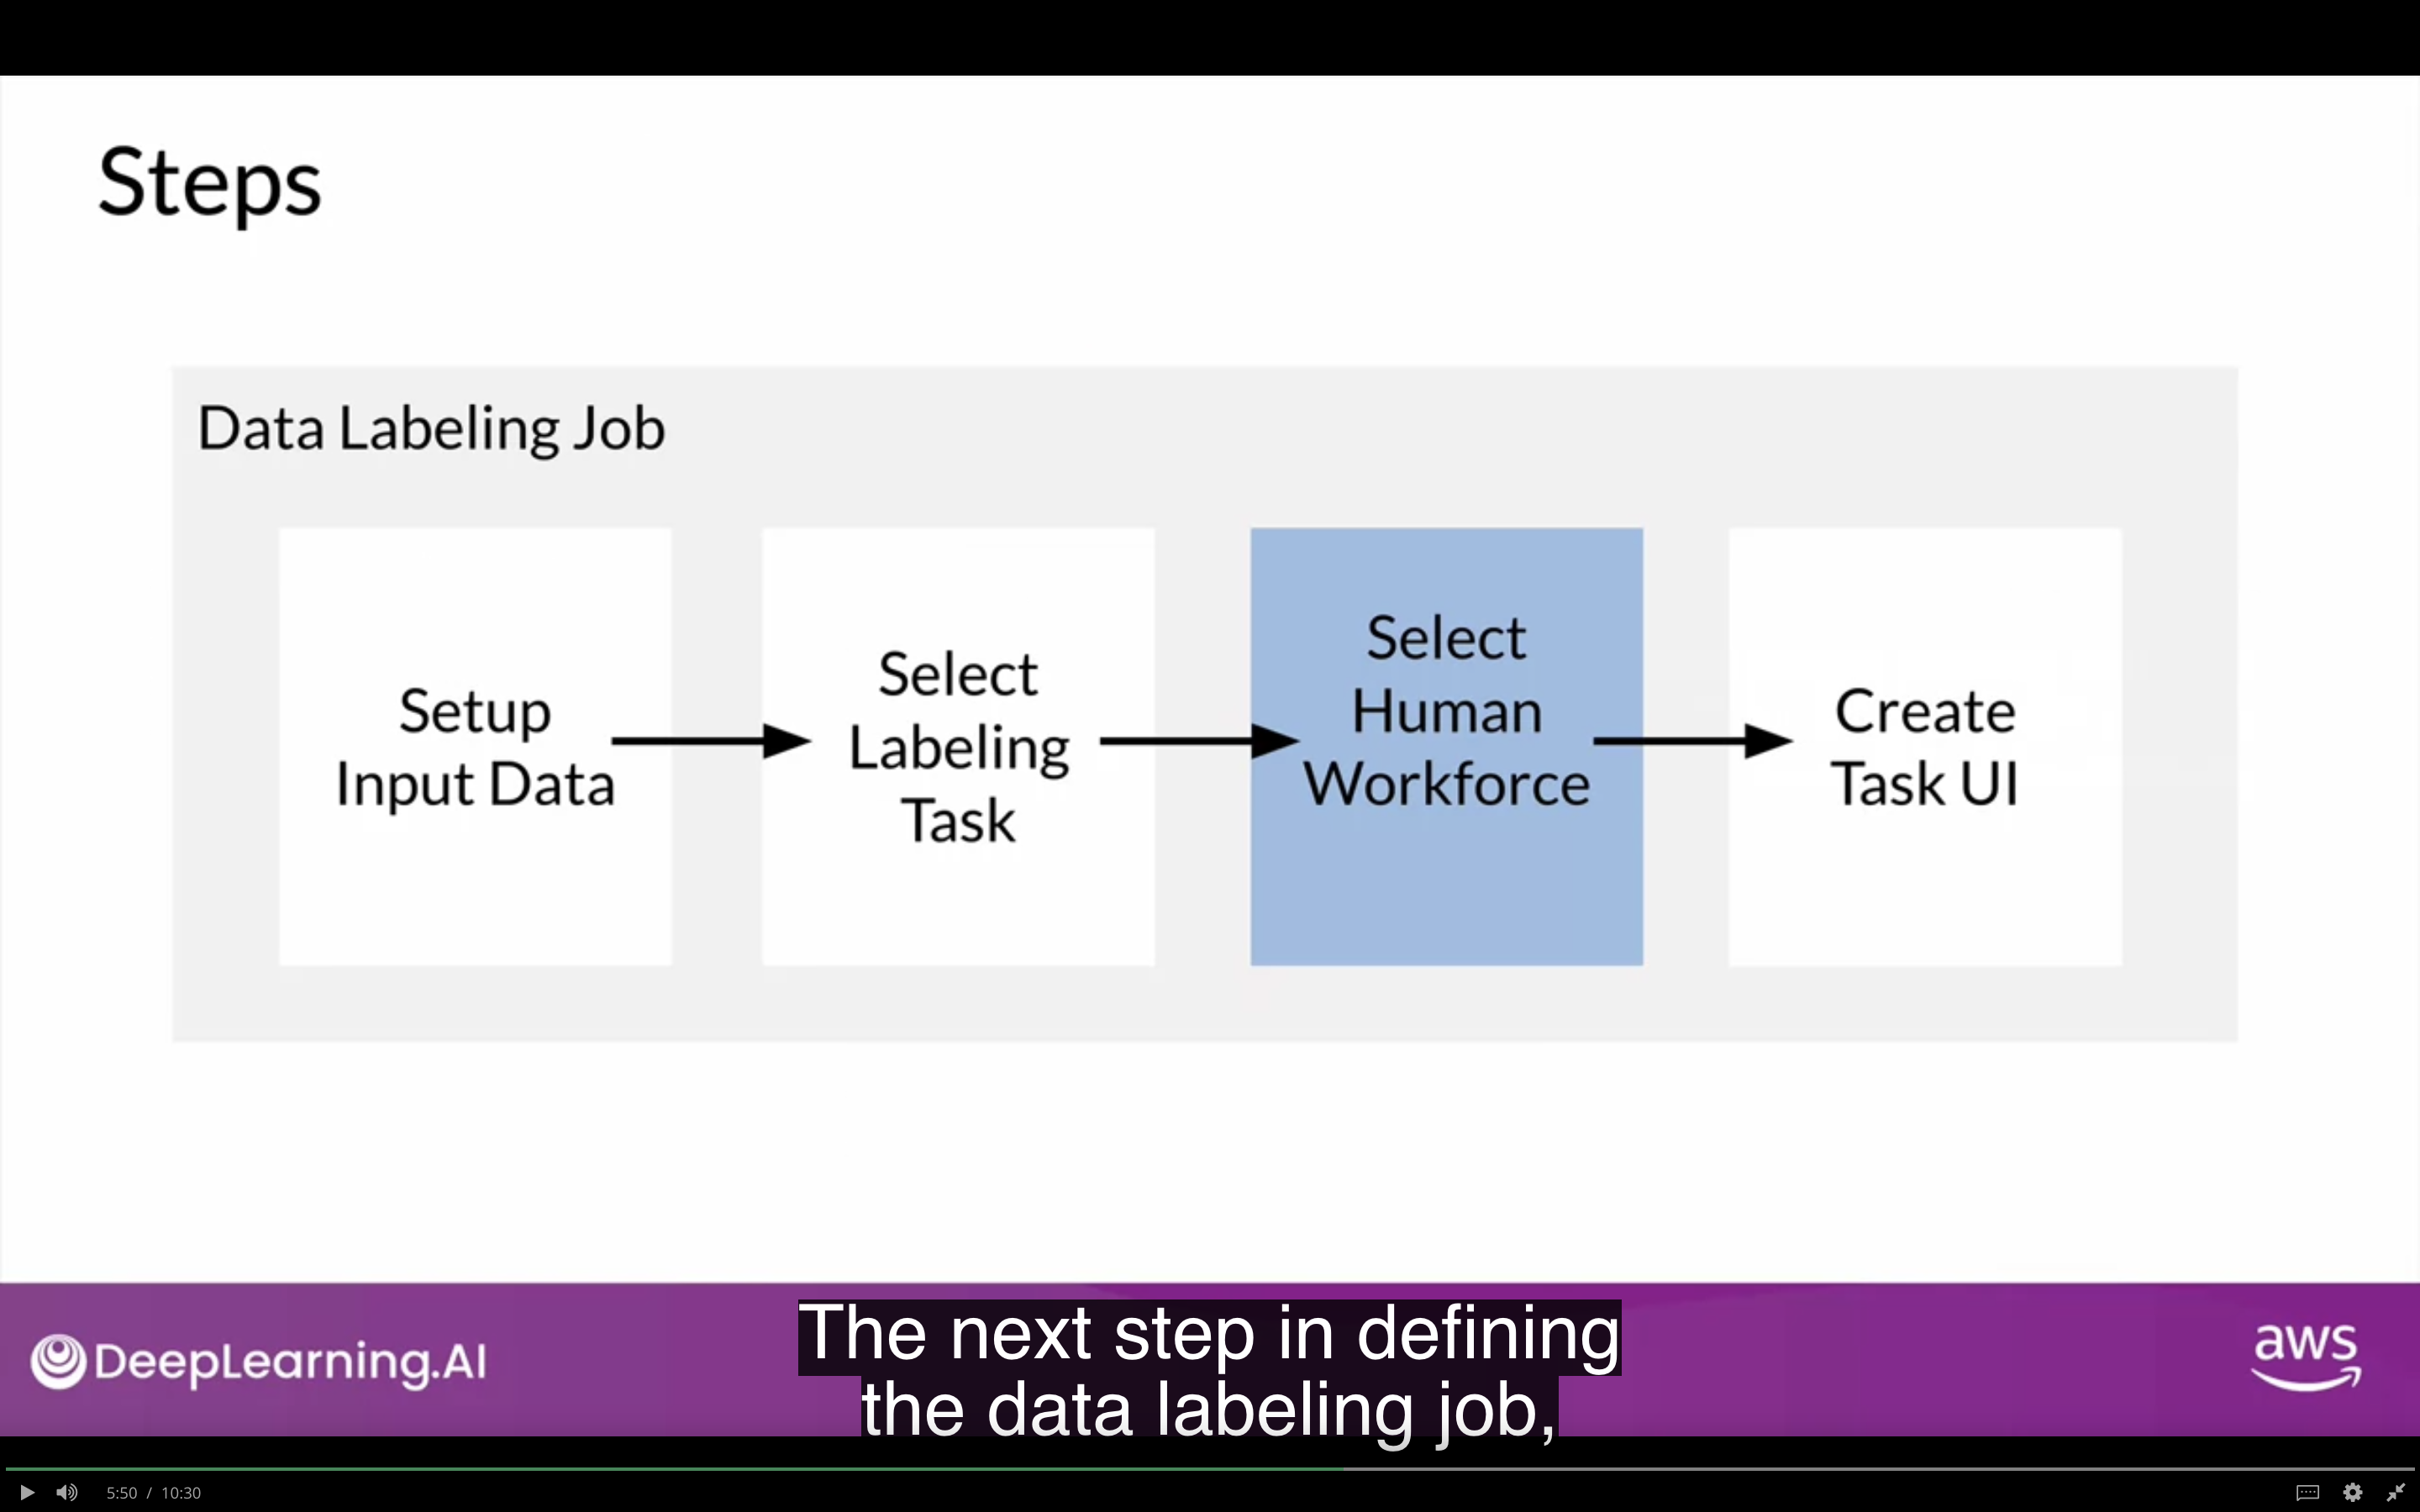 Steps
Data Labeling Job
Setup
Input Data
Select
Labeling
Task
Select
Human
Workforce
Create
Task UI
DeepLearning.AI
The next step in defining
the data labeling job,
aws
5:50 / 10:30